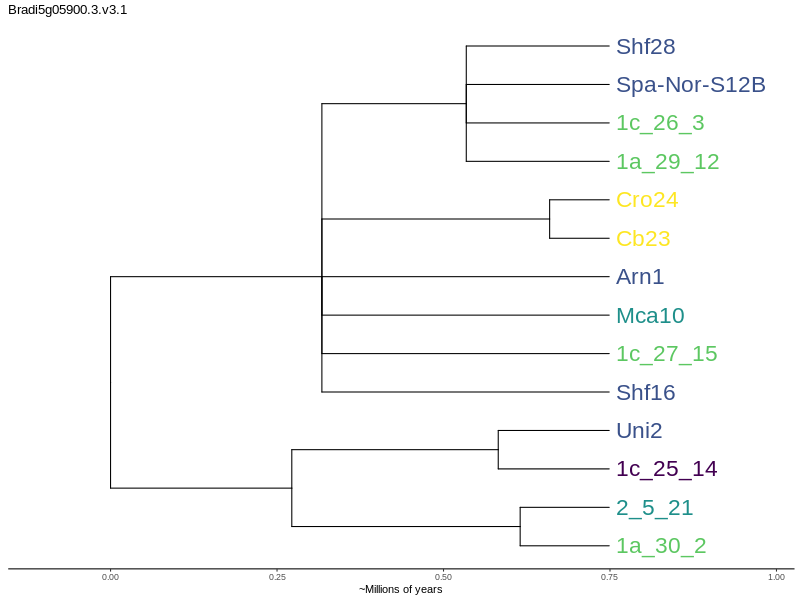 Bradi5g05900.3.v3.1
Shf28
Spa-Nor-S12B
1c_26_3
1a_29_12
Cro24
Cb23
Arn1
Mca10
1c_27_15
Shf16
Uni2
1c_25_14
2_5_21
1a_30_2
0.00 0.25 0.50 0.75 1.00
~Millions of years